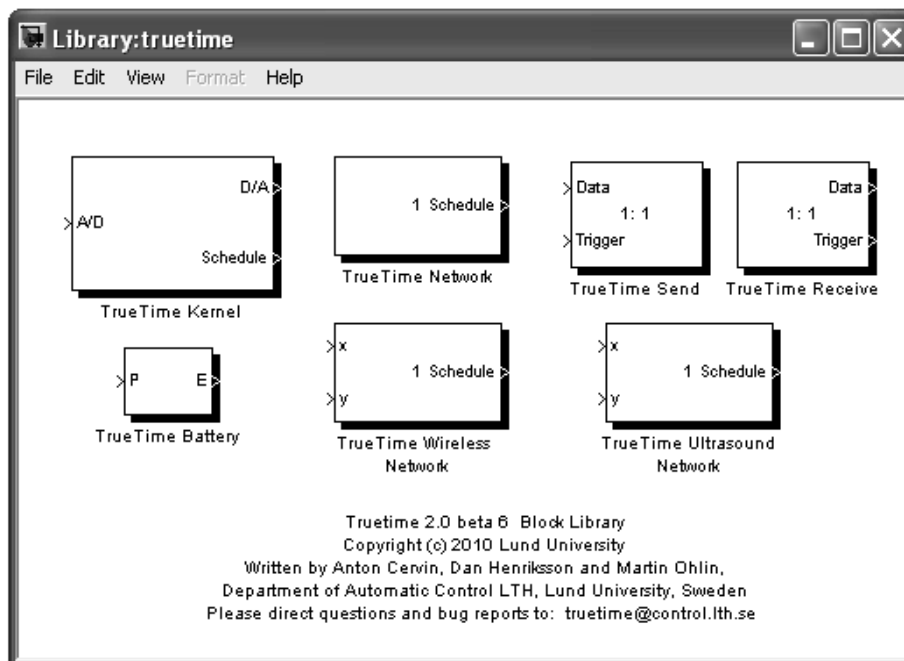 Library:truetime
File Edit View Format Help
A/D
D/A
Schedule
TrueTime Kernel
1 Schedule
TrueTime Network
Data
1: 1
Trigger
TrueTime Send
Data
1: 1
Trigger
TrueTime Receive
P E
TrueTime Battery
x
1 Schedule
y
TrueTime Wireless
Network
x
1 Schedule
y
TrueTime Ultrasound
Network
Truetime 2.0 beta 6 Block Library
Copyright (c) 2010 Lund University
Written by Anton Cervin, Dan Henriksson and Martin Ohlin,
Department of Automatic Control LTH, Lund University, Sweden
Please direct questions and bug reports to: truetime@control.lth.se